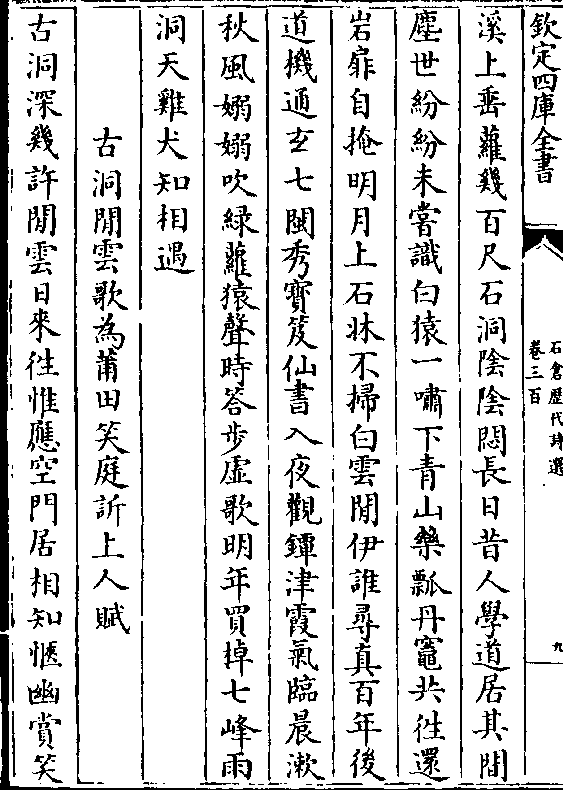 欽定四庫全書
石倉歷代詩選
卷三百
九
溪上垂蘿幾百尺石洞陰陰悶長日昔人學道居其間
塵世紛紛未嘗識白猿一嘯下青山藥瓢丹竈共徃還
岩扉自掩明月上石牀不掃白雲閒伊誰尋真百年後
道機通玄七閩秀寳笈仙書入夜觀鐔津霞氣臨晨漱
秋風嫋嫋吹綠蘿猿聲時答步虛歌明年買棹七峰雨
洞天雞犬知相遇
古洞閒雲歌為莆田笑庭訢上人賦
古洞深幾許閒雲日來徃惟應空門居相知愜幽賞笑